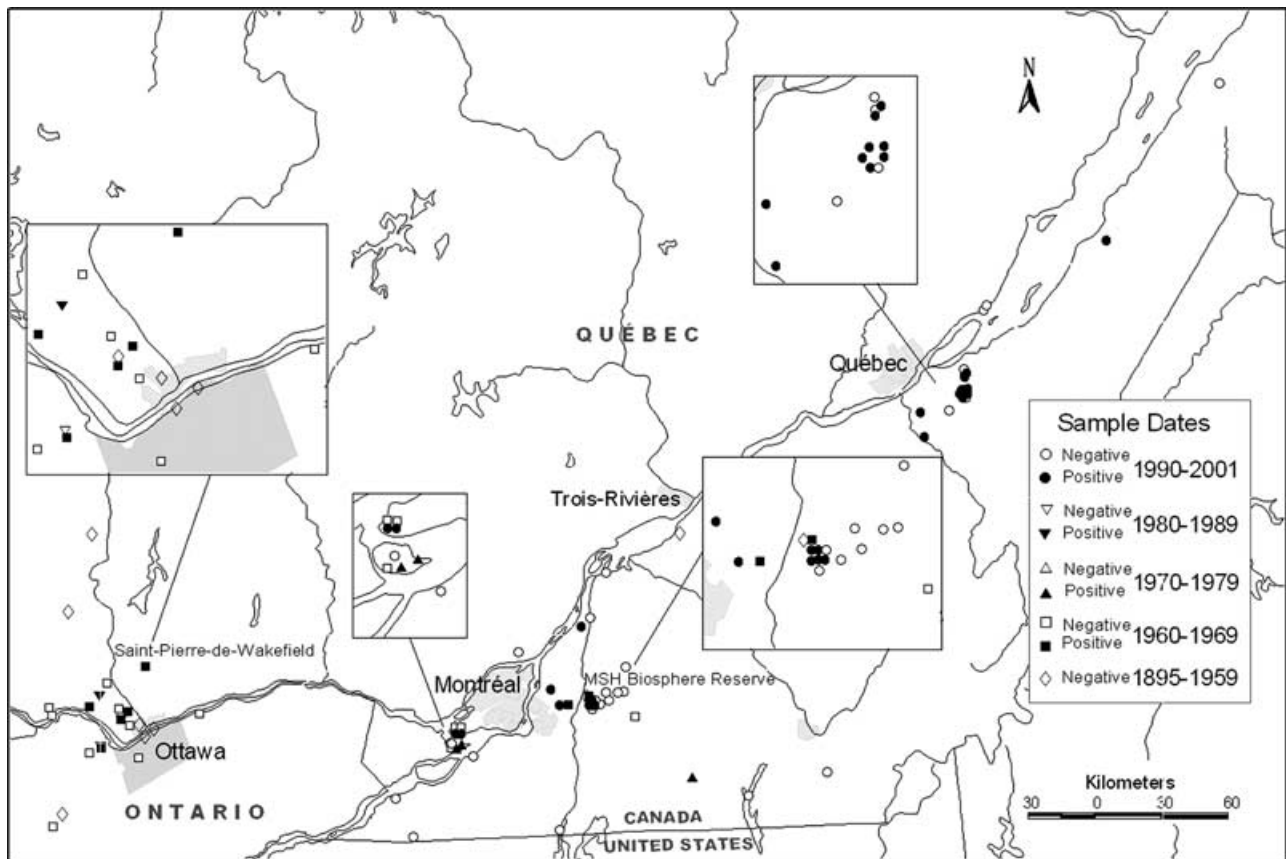 N
QUÉBEC
Québec
Sample Dates
Negative
Positive
1990-2001
Negative
Positive
1980-1989
Negative
Positive
1970-1979
Negative
Positive
1960-1969
Negative 1895-1959
Trois-Rivières
Saint-Pierre-de-Wakefield
Montréal
MSH Biosphere Reserve
Ottawa
ONTARIO
CANADA
UNITED STATES
Kilometers
30 0 30 60